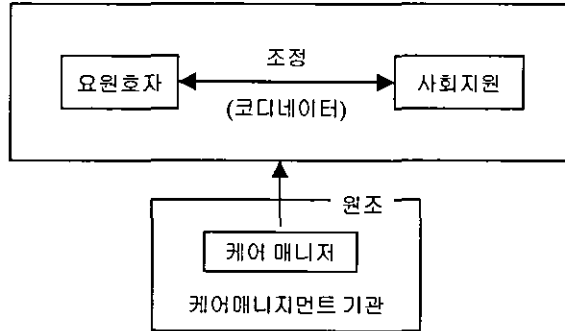 조정
요원호자
사회지원
(코디네이터)
원조
케어 매니저
케어매니지먼트 기관